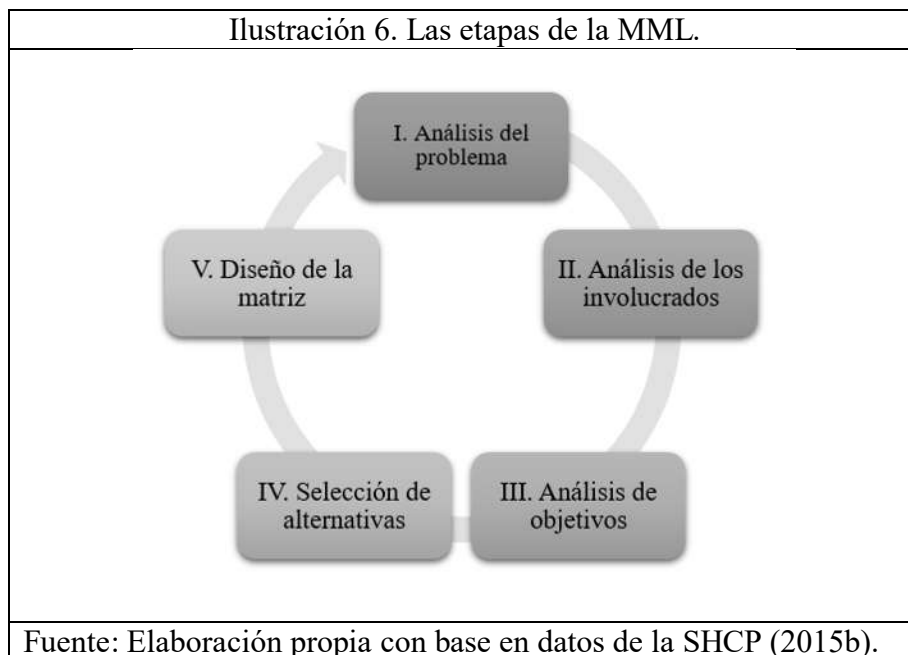 Ilustración 6. Las etapas de la MML.
I. Análisis del
problema
II. Análisis de los
involucrados
III. Análisis de
objetivos
IV. Selección de
alternativas
V. Diseño de la
matriz
Fuente: Elaboración propia con base en datos de la SHCP (2015b).